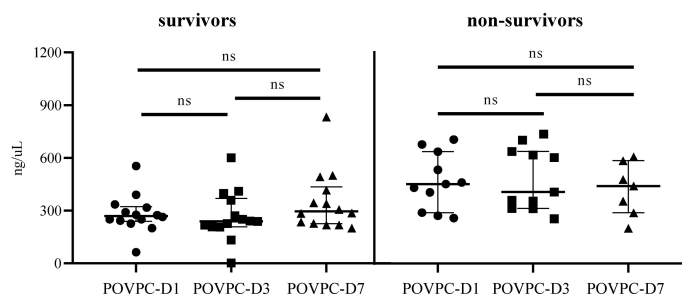 survivors
non-survivors
1200
900
600
300
0
ng/uL
ns
ns
ns
ns
ns
ns
POVPC-D1
POVPC-D3
POVPC-D7
POVPC-D1
POVPC-D3
POVPC-D7